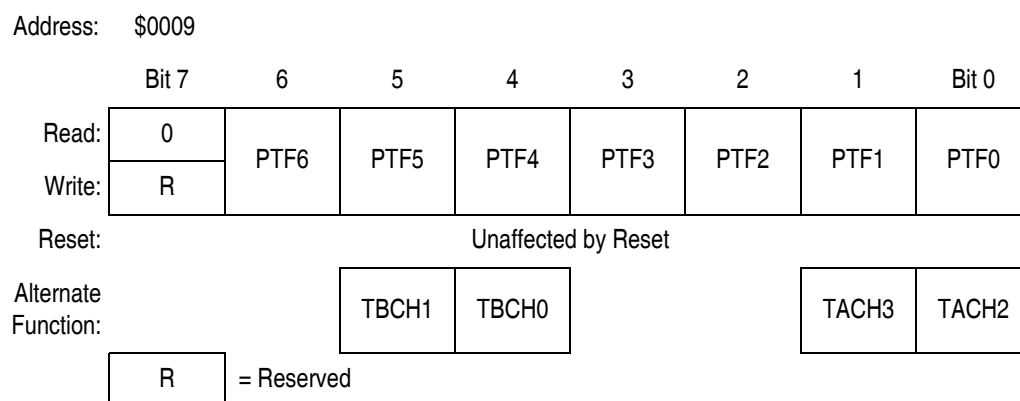 Address: $0009
Bit 7 6 5 4 3 2 1 Bit 0
Read: 0 PTF6 PTF5 PTF4 PTF3 PTF2 PTF1 PTF0
Write: R
Reset: Unaffected by Reset
Alternate Function: TBCH1 TBCH0 TACH3 TACH2
R = Reserved